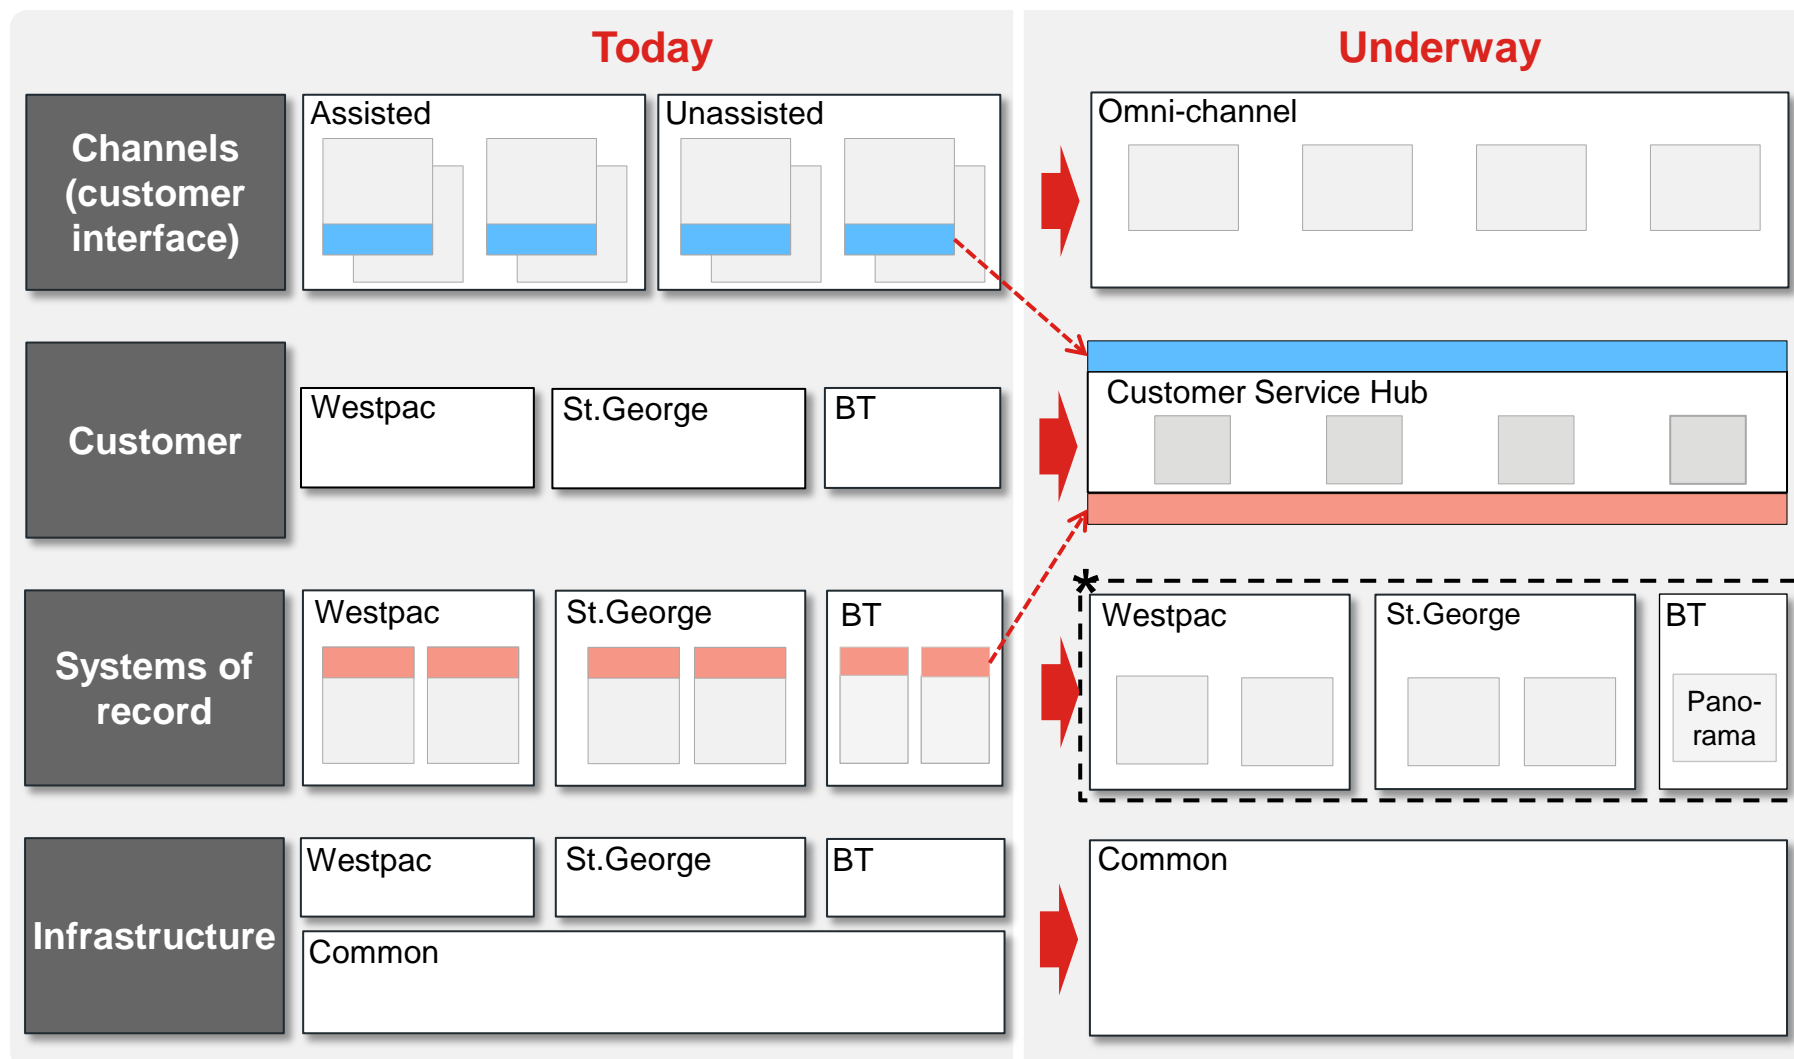 Today
Underway
Channels
(customer
interface)
Assisted
Unassisted
Omni-channel
Customer
Westpac
St.George
BT
Customer Service Hub
Systems of
record
Westpac
St.George
BT
*
Westpac
St.George
BT
Pano-
rama
Infrastructure
Westpac
St.George
BT
Common
Common